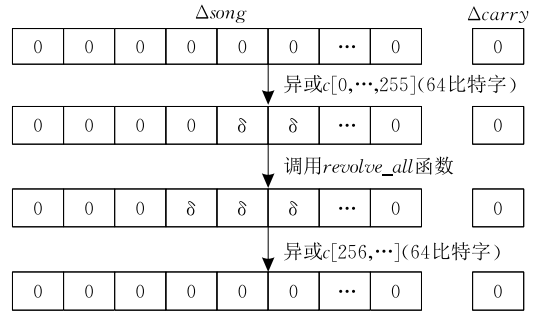 Δsong Δcarry
0 0 0 0 0 0 … 0 0
异或c[0,…,255](64比特字)
0 0 0 0 δ δ … 0 0
调用revolve_all函数
0 0 0 δ δ δ … 0 0
异或c[256,…](64比特字)
0 0 0 0 0 0 … 0 0